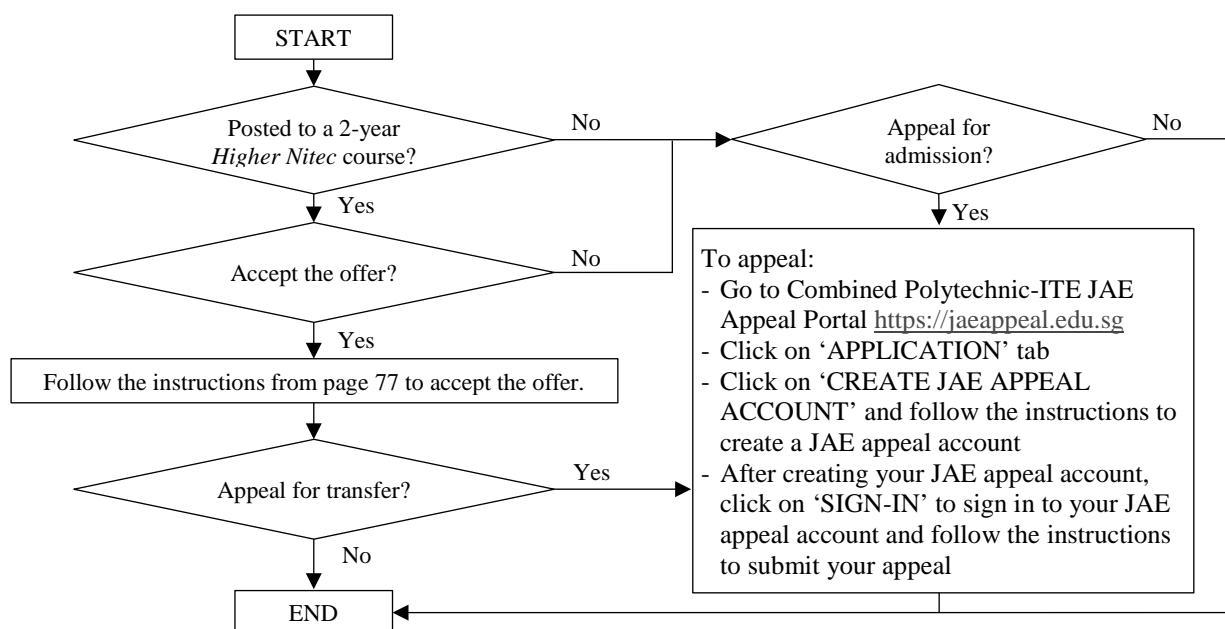 START
Posted to a 2-year
Higher Nitec course?
No
Yes
Accept the offer?
No
Yes
Follow the instructions from page 77 to accept the offer.
Appeal for transfer?
Yes
No
END
Appeal for
admission?
No
Yes
To appeal:
- Go to Combined Polytechnic-ITE JAE
Appeal Portal https://jaeappeal.edu.sg
- Click on ‘APPLICATION’ tab
- Click on ‘CREATE JAE APPEAL
ACCOUNT’ and follow the instructions to
create a JAE appeal account
- After creating your JAE appeal account,
click on ‘SIGN-IN’ to sign in to your JAE
appeal account and follow the instructions
to submit your appeal